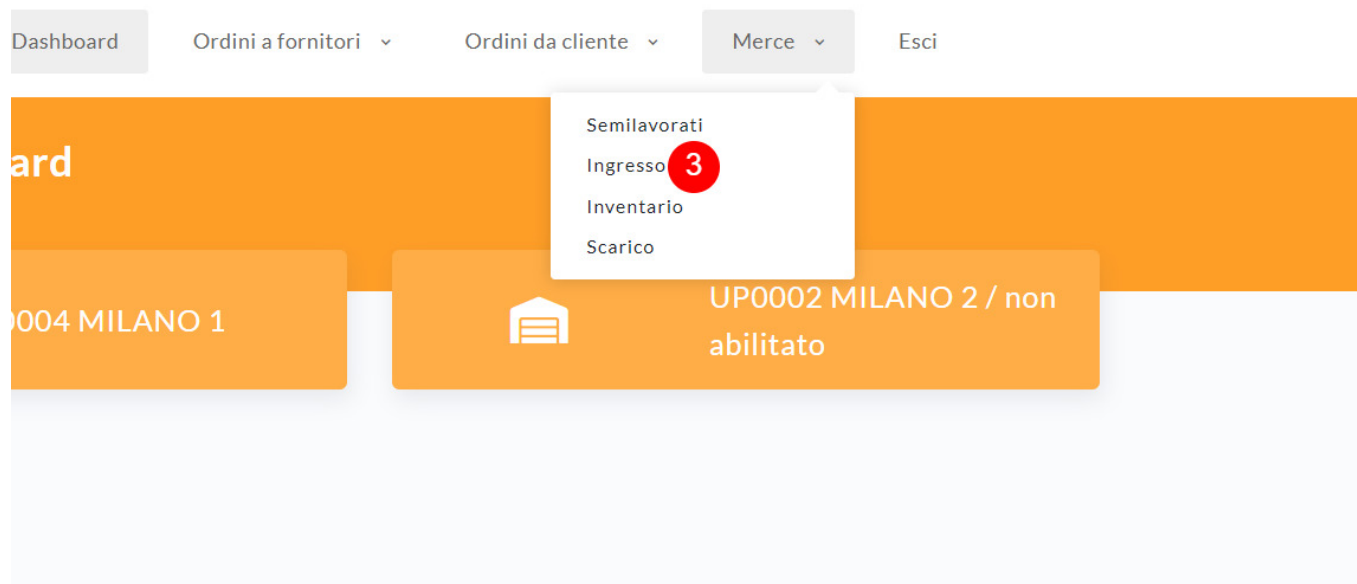 Dashboard Ordini a fornitori Ordini da cliente Merce Esci
Semilavorati
ard
Ingresso 3
Inventario
Scarico
0004 MILANO 1
UP0002 MILANO 2 / non
abilitato